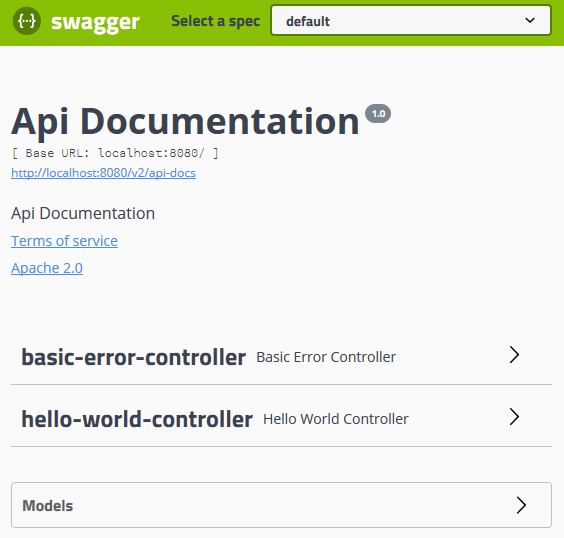 {··} swagger Select a spec default
Api Documentation 1.0
[ Base URL: localhost:8080/ ]
http://localhost:8080/v2/api-docs
Api Documentation
Terms of service
Apache 2.0
basic-error-controller Basic Error Controller
hello-world-controller Hello World Controller
Models